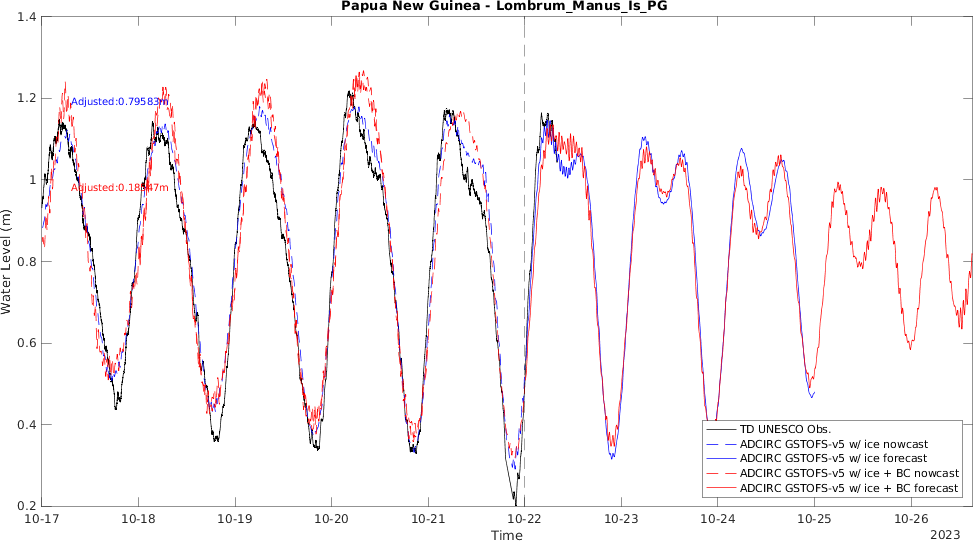 Papua New Guinea - Lombrum_Manus_Is_PG
1.4
1.2
1
0.8
0.6
0.4
0.2
Water Level (m)
Adjusted:0.79583m
TD UNESCO Obs.
ADCIRC GSTOFS-v5 w/ ice nowcast
ADCIRC GSTOFS-v5 w/ ice forecast
ADCIRC GSTOFS-v5 w/ ice + BC nowcast
ADCIRC GSTOFS-v5 w/ ice + BC forecast
10-17
10-18
10-19
10-20
10-21
10-22
10-23
10-24
10-25
10-26
Time
2023